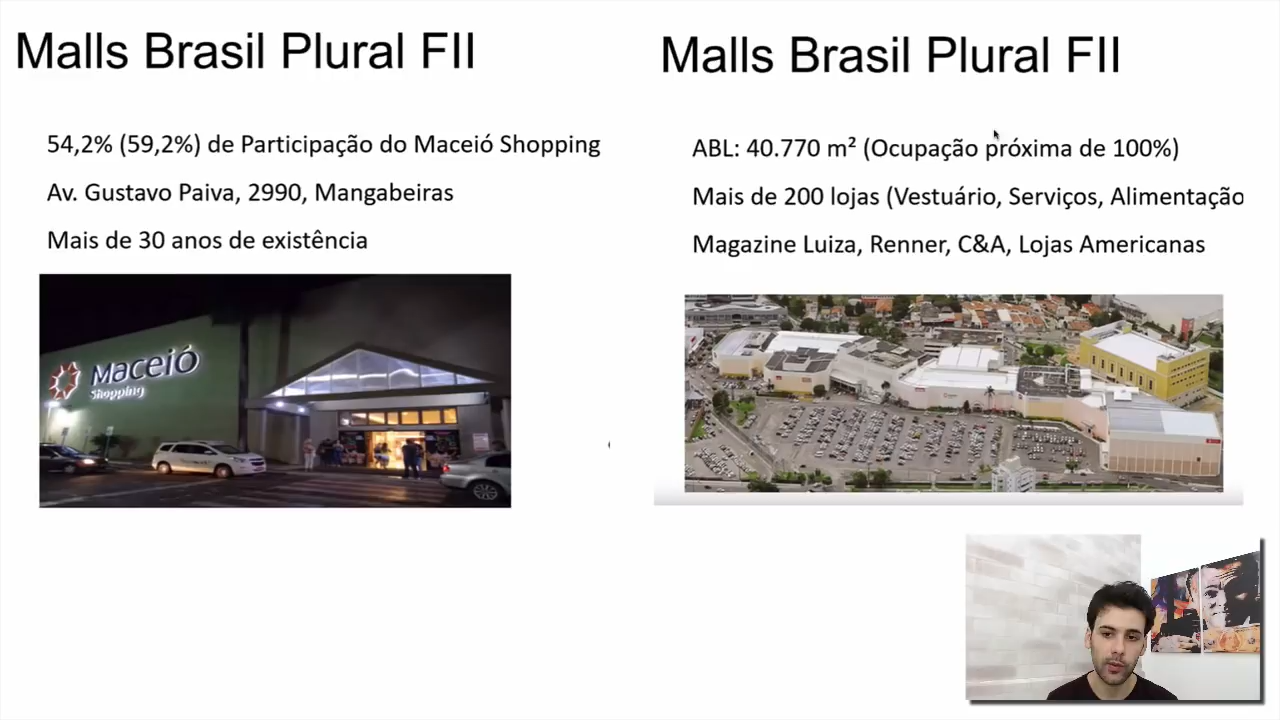 Malls Brasil Plural FII
54,2% (59,2%) de Participação do Maceió Shopping
Av. Gustavo Paiva, 2990, Mangabeiras
Mais de 30 anos de existência
Maceió
Shopping
Malls Brasil Plural FII
ABL: 40.770 m² (Ocupação próxima de 100%)
Mais de 200 lojas (Vestuário, Serviços, Alimentação
Magazine Luiza, Renner, C&A, Lojas Americanas